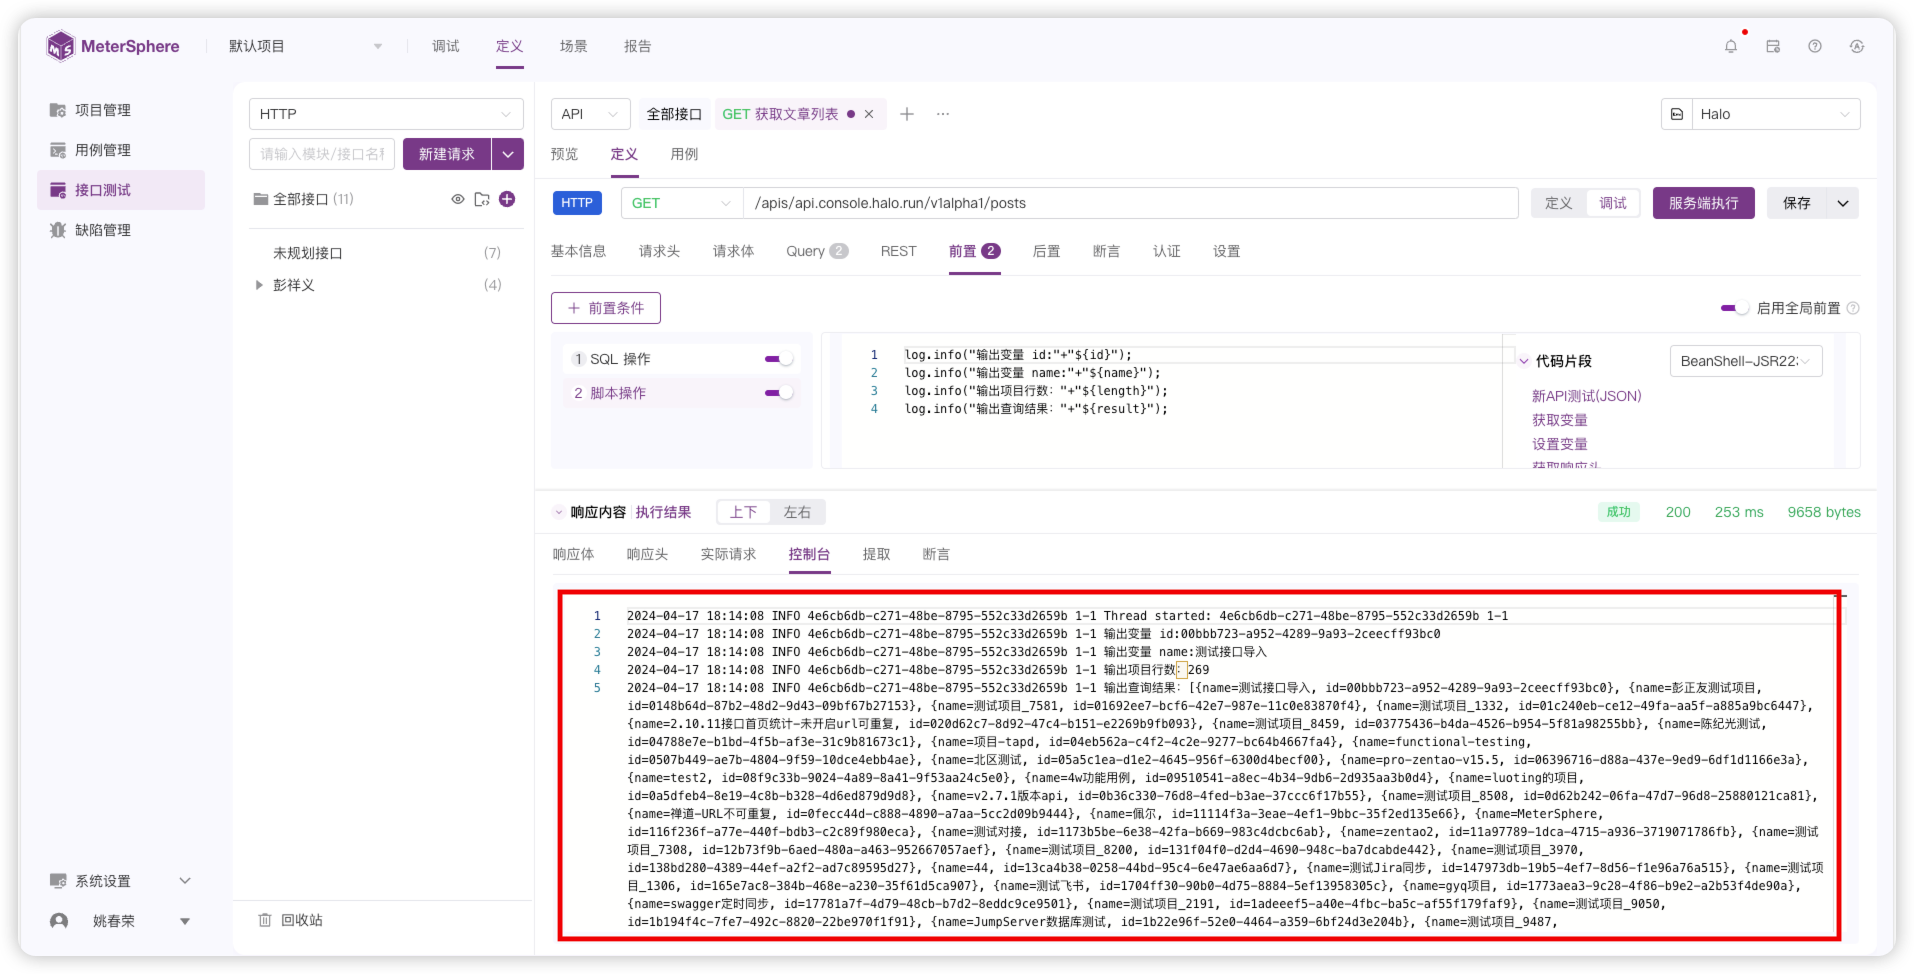 MeterSphere 默认项目 调试 定义 场景 报告
项目管理
用例管理
接口测试
缺陷管理
系统设置
姚春荣
HTTP
请输入模块/接口名称 新建请求
全部接口 (11)
未规划接口 (7)
彭祥义 (4)
回收站
API 全部接口 GET 获取文章列表 Halo
预览 定义 用例
HTTP GET /apis/api.console.halo.run/v1alpha1/posts 定义 调试 服务端执行 保存
基本信息 请求头 请求体 Query 2 REST 前置 2 后置 断言 认证 设置
+ 前置条件 启用全局前置
1 SQL 操作
2 脚本操作
1 log.info("输出变量 id:"+"${id}");
2 log.info("输出变量 name:"+"${name}");
3 log.info("输出项目行数: "+"${length}");
4 log.info("输出查询结果: "+"${result}");
代码片段 BeanShell-JSR22
新API测试(JSON)
获取变量
设置变量
获取响应头
响应内容 执行结果 上下 左右 成功 200 253 ms 9658 bytes
响应体 响应头 实际请求 控制台 提取 断言
1 2024-04-17 18:14:08 INFO 4e6cb6db-c271-48be-8795-552c33d2659b 1-1 Thread started: 4e6cb6db-c271-48be-8795-552c33d2659b 1-1
2 2024-04-17 18:14:08 INFO 4e6cb6db-c271-48be-8795-552c33d2659b 1-1 输出变量 id:00bbb723-a952-4289-9a93-2ceecff93bc0
3 2024-04-17 18:14:08 INFO 4e6cb6db-c271-48be-8795-552c33d2659b 1-1 输出变量 name:测试接口导入
4 2024-04-17 18:14:08 INFO 4e6cb6db-c271-48be-8795-552c33d2659b 1-1 输出项目行数: 269
5 2024-04-17 18:14:08 INFO 4e6cb6db-c271-48be-8795-552c33d2659b 1-1 输出查询结果: [{name=测试接口导入, id=00bbb723-a952-4289-9a93-2ceecff93bc0}, {name=彭正友测试项目,
id=0148b64d-87b2-48d2-9d43-09bf67b27153}, {name=测试项目_7581, id=01692ee7-bcf6-42e7-987e-11c0e83870f4}, {name=测试项目_1332, id=01c240eb-ce12-49fa-aa5f-a885a9bc6447},
{name=2.10.11接口首页统计-未开启url可重复, id=020d62c7-8d92-47c4-b151-e2269b9fb093}, {name=测试项目_8459, id=03775436-b4da-4526-b954-5f81a98255bb}, {name=陈纪光测试,
id=04788e7e-b1bd-4f5b-af3e-31c9b81673c1}, {name=项目-tapd, id=04eb562a-c4f2-4c2e-9277-bc64b4667fa4}, {name=functional-testing,
id=0507b449-ae7b-4804-9f59-10dce4ebb4ae}, {name=北区测试, id=05a5c1ea-d1e2-4645-956f-6300d4becf00}, {name=pro-zentao-v15.5, id=06396716-d88a-437e-9ed9-6df1d1166e3a},
{name=test2, id=08f9c33b-9024-4a89-8a41-9f53aa24c5e0}, {name=4w功能用例, id=09510541-a8ec-4b34-9db6-2d935aa3b0d4}, {name=luoting的项目,
id=0a5dfeb4-8e19-4c8b-b328-4d6ed879d9d8}, {name=v2.7.1版本api, id=0b36c330-76d8-4fed-b3ae-37ccc6f17b55}, {name=测试项目_8508, id=0d62b242-06fa-47d7-96d8-25880121ca81},
{name=禅道-URL不可重复, id=0fecc44d-c888-4890-a7aa-5cc2d09b9444}, {name=佩尔, id=11114f3a-3eae-4ef1-9bbc-35f2ed135e66}, {name=MeterSphere,
id=116f236f-a77e-440f-bdb3-c2c89f980eca}, {name=测试对接, id=1173b5be-6e38-42fa-b669-983c4dcbc6ab}, {name=zentao2, id=11a97789-1dca-4715-a936-3719071786fb}, {name=测试
项目_7308, id=12b73f9b-6aed-480a-a463-952667057aef}, {name=测试项目_8200, id=131f04f0-d2d4-4690-948c-ba7dcabde442}, {name=测试项目_3970,
id=138bd280-4389-44ef-a2f2-ad7c89595d27}, {name=44, id=13ca4b38-0258-44bd-95c4-6e47ae6aa6d7}, {name=测试Jira同步, id=147973db-19b5-4ef7-8d56-f1e96a76a515}, {name=测试项
目_1306, id=165e7ac8-384b-468e-a230-35f61d5ca907}, {name=测试飞书, id=1704ff30-90b0-4d75-8884-5ef13958305c}, {name=gyq项目, id=1773aea3-9c28-4f86-b9e2-a2b53f4de90a},
{name=swagger定时同步, id=17781a7f-4d79-48cb-b7d2-8eddc9ce9501}, {name=测试项目_2191, id=1adeeef5-a40e-4fbc-ba5c-af55f179faf9}, {name=测试项目_9050,
id=1b194f4c-7fe7-492c-8820-22be970f1f91}, {name=JumpServer数据库测试, id=1b22e96f-52e0-4464-a359-6bf24d3e204b}, {name=测试项目_9487,